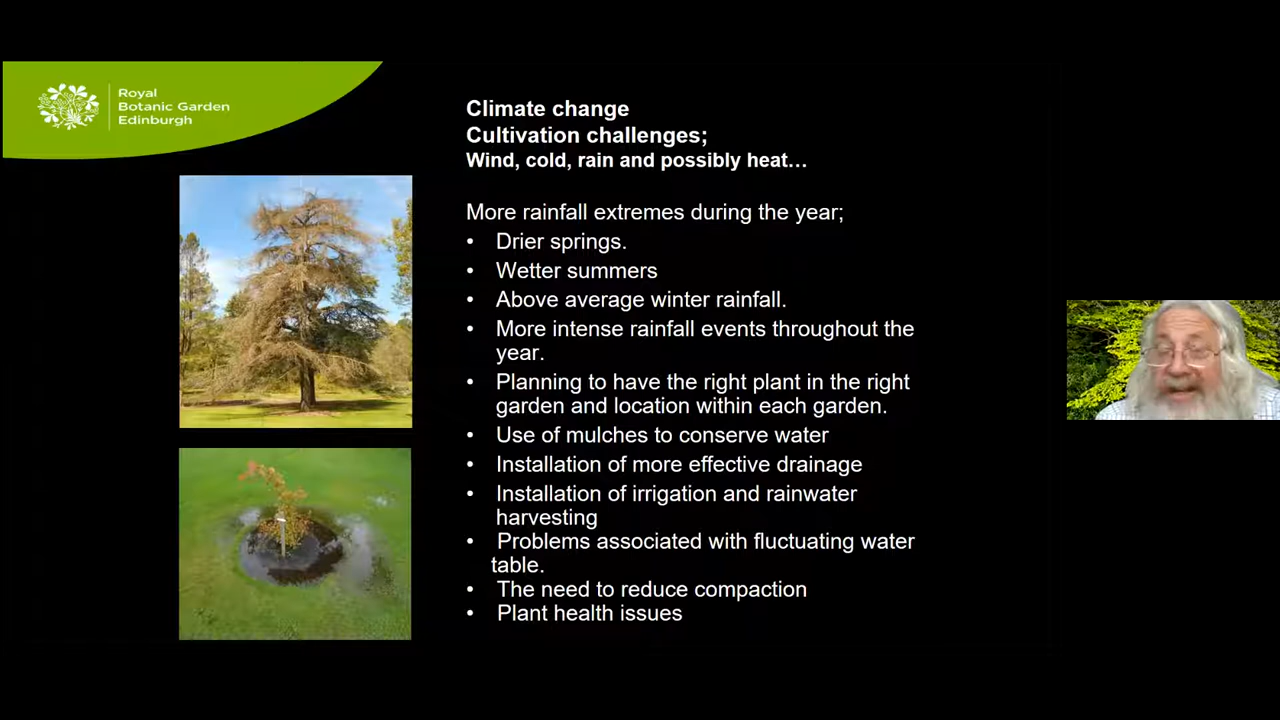 Royal
Botanic Garden
Edinburgh
Climate change
Cultivation challenges;
Wind, cold, rain and possibly heat…
More rainfall extremes during the year;
• Drier springs.
• Wetter summers
• Above average winter rainfall.
• More intense rainfall events throughout the
year.
• Planning to have the right plant in the right
garden and location within each garden.
• Use of mulches to conserve water
• Installation of more effective drainage
• Installation of irrigation and rainwater
harvesting
• Problems associated with fluctuating water
table.
• The need to reduce compaction
• Plant health issues